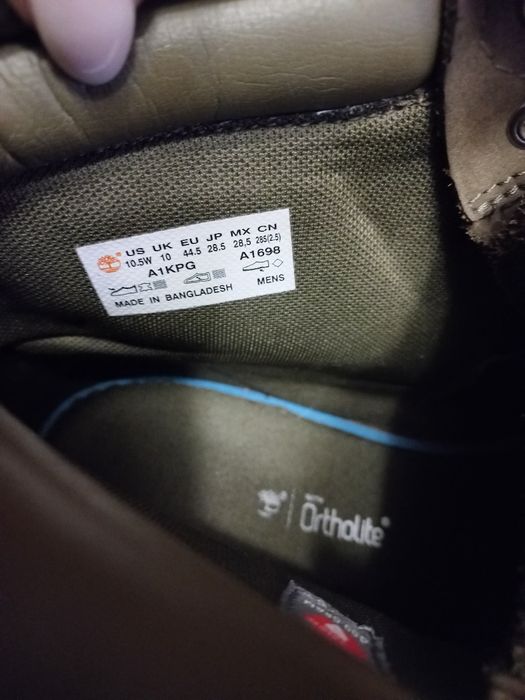 US UK EU JP MX CN
10.5W 10 44.5 28.5 28.5 285(2.5)
A1KPG A1698
MADE IN BANGLADESH MENS
Ortholite®